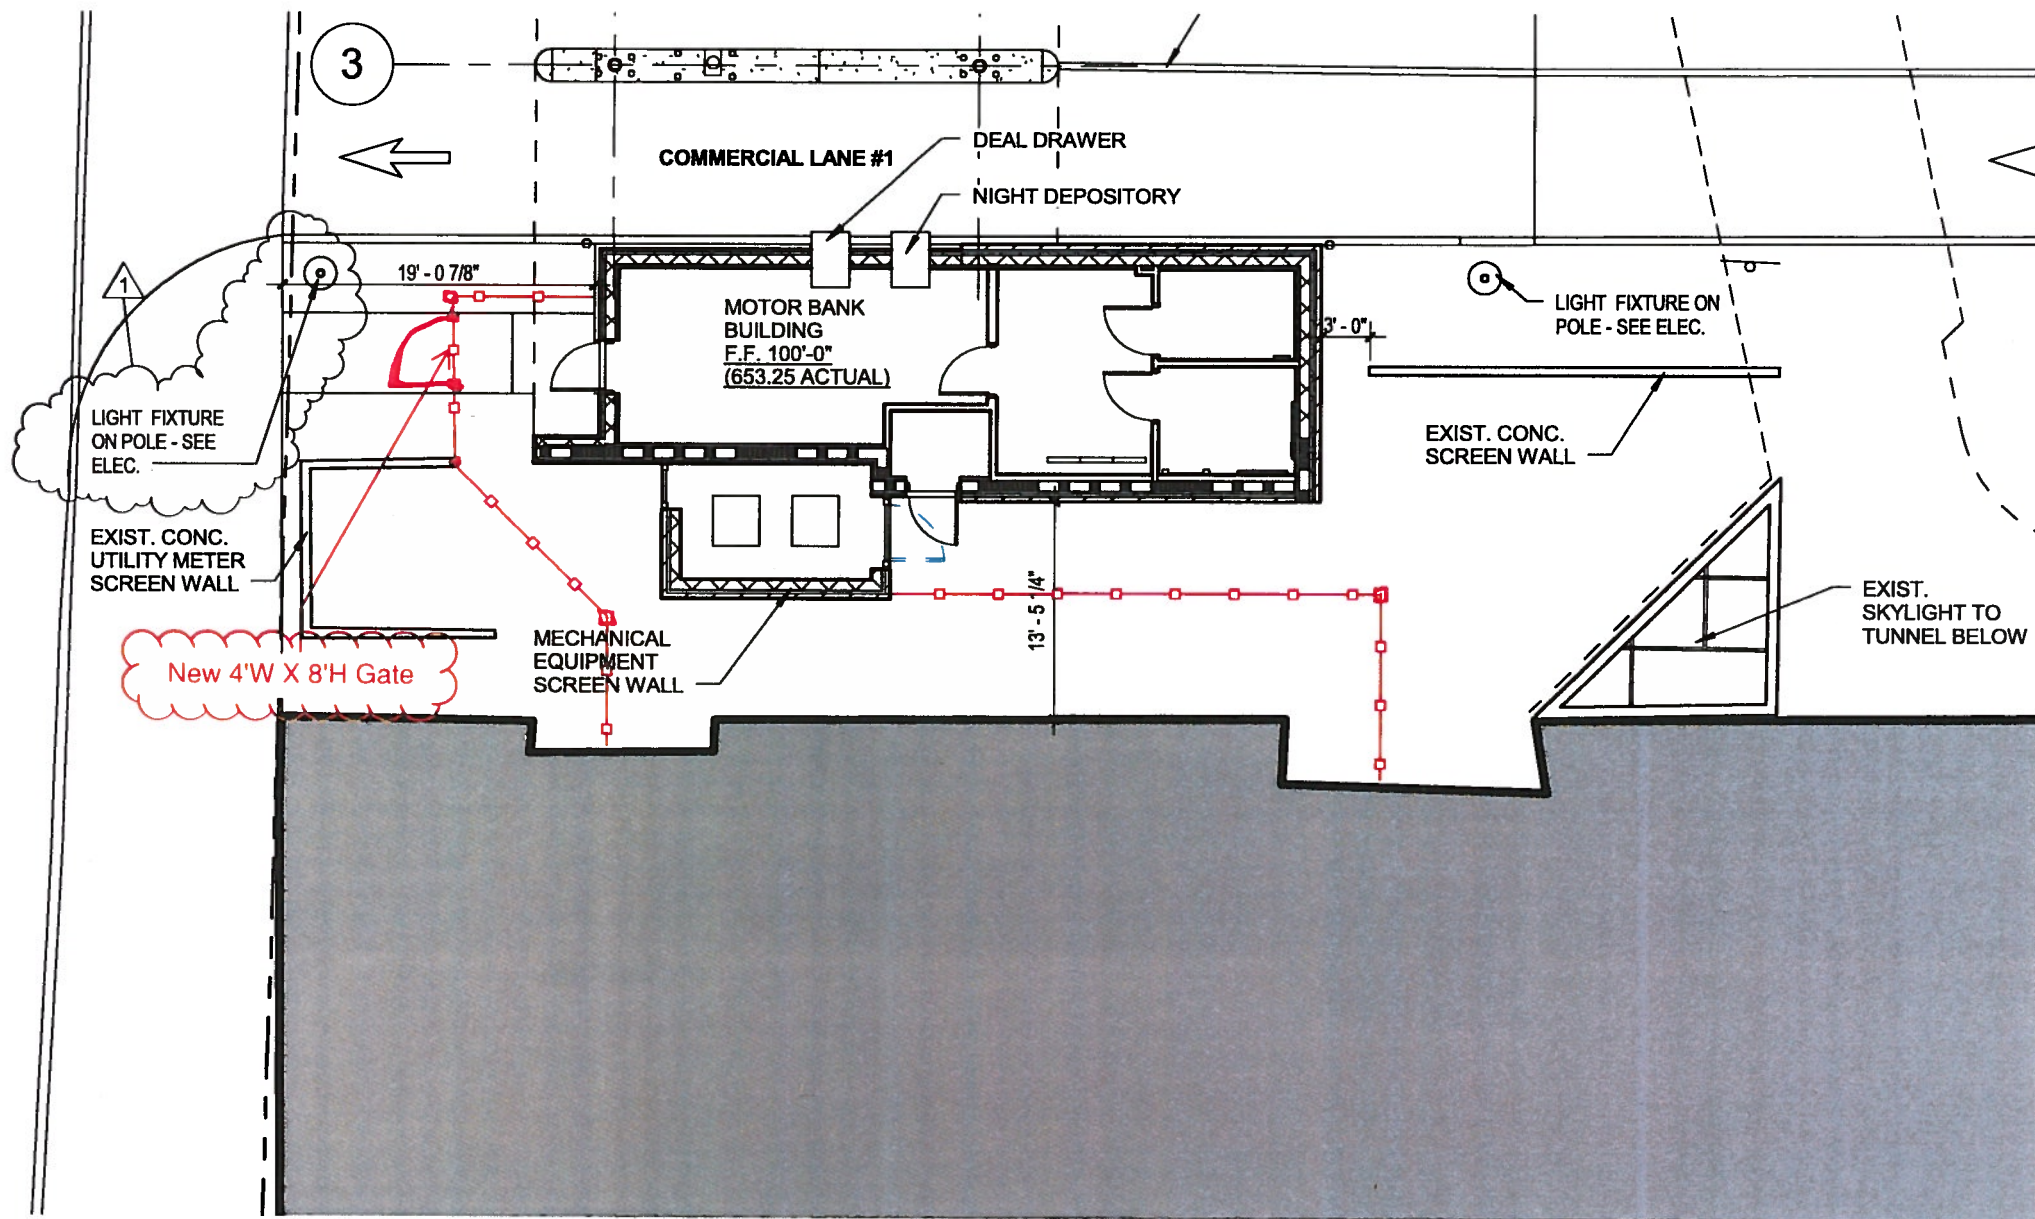 3
COMMERCIAL LANE #1
DEAL DRAWER
NIGHT DEPOSITORY
1
19' - 0 7/8"
MOTOR BANK
BUILDING
F.F. 100'-0"
(653.25 ACTUAL)
3' - 0"
LIGHT FIXTURE ON
POLE - SEE ELEC.
LIGHT FIXTURE
ON POLE - SEE
ELEC.
EXIST. CONC.
SCREEN WALL
EXIST. CONC.
UTILITY METER
SCREEN WALL
13' - 5 1/4"
EXIST.
SKYLIGHT TO
TUNNEL BELOW
MECHANICAL
EQUIPMENT
SCREEN WALL
New 4'W X 8'H Gate